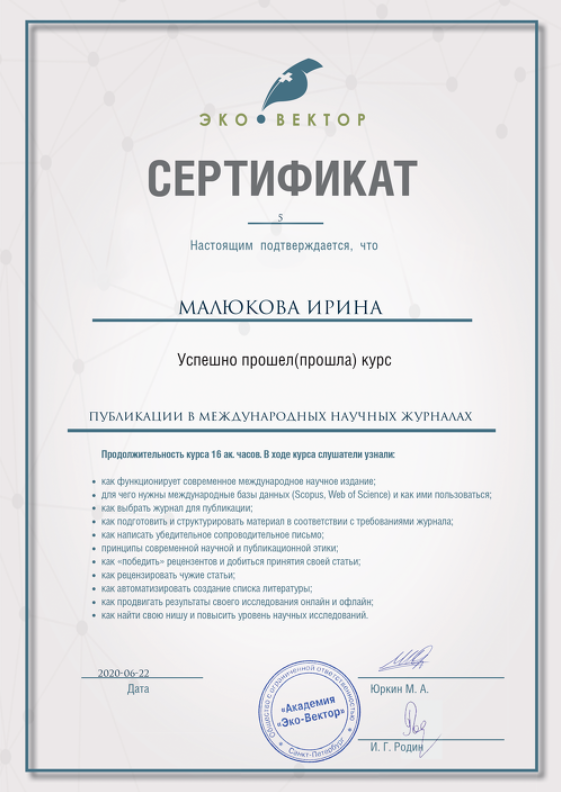 ЭКО•ВЕКТОР
СЕРТИФИКАТ
5
Настоящим подтверждается, что
МАЛЮКОВА ИРИНА
Успешно прошел(прошла) курс
ПУБЛИКАЦИИ В МЕЖДУНАРОДНЫХ НАУЧНЫХ ЖУРНАЛАХ
Продолжительность курса 16 ак. часов. В ходе курса слушатели узнали:
• как функционирует современное международное научное издание;
• для чего нужны международные базы данных (Scopus, Web of Science) и как ими пользоваться;
• как выбрать журнал для публикации;
• как подготовить и структурировать материал в соответствии с требованиями журнала;
• как написать убедительное сопроводительное письмо;
• принципы современной научной и публикационной этики;
• как «победить» рецензентов и добиться принятия своей статьи;
• как рецензировать чужие статьи;
• как автоматизировать создание списка литературы;
• как продвигать результаты своего исследования онлайн и офлайн;
• как найти свою нишу и повысить уровень научных исследований.
2020-06-22
Дата
Общество с ограниченной ответственностью
«Академия
«Эко-Вектор»
Санкт-Петербург
Юркин М. А.
И. Г. Родин